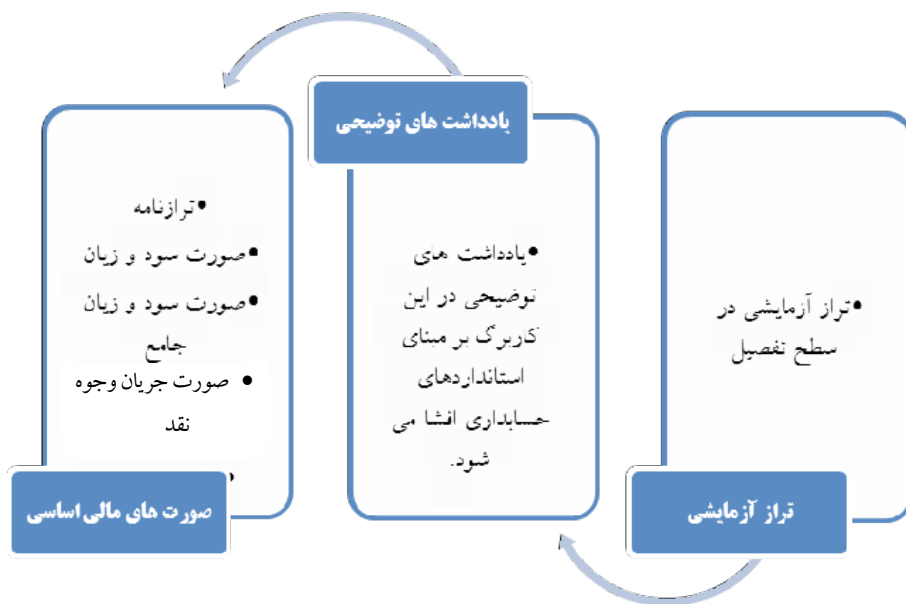 تراز آزمایشی
•تراز آزمایشی در
سطح تفصیل
یادداشت های توضیحی
•یادداشت های
توضیحی در این
کاربرگ بر مبنای
استانداردهای
حسابداری افشا می
شود.
•ترازنامه
•صورت سود و زیان
•صورت سود و زیان
جامع
• صورت جریان وجوه
نقد
صورت های مالی اساسی